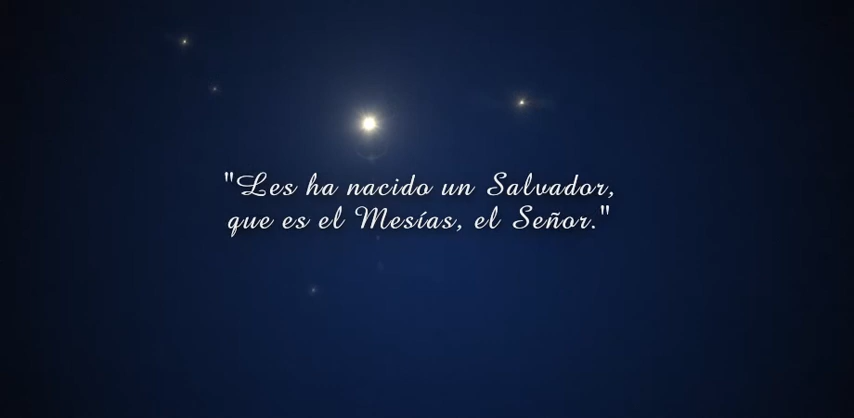 "Les ha nacido un Salvador,
que es el Mesías, el Señor."